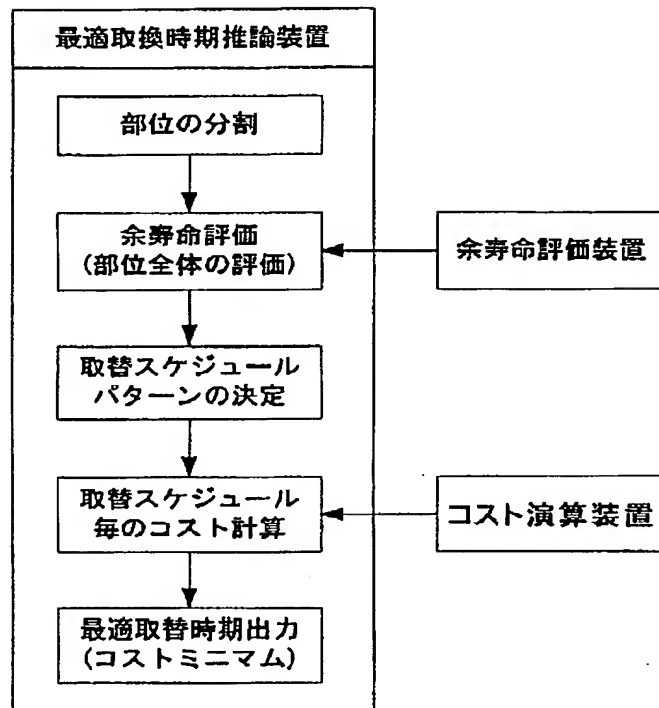 最適取換時期推論装置
部位の分割
余寿命評価
(部位全体の評価)
余寿命評価装置
取替スケジュール
パターンの決定
取替スケジュール
毎のコスト計算
コスト演算装置
最適取替時期出力
(コストミニマム)